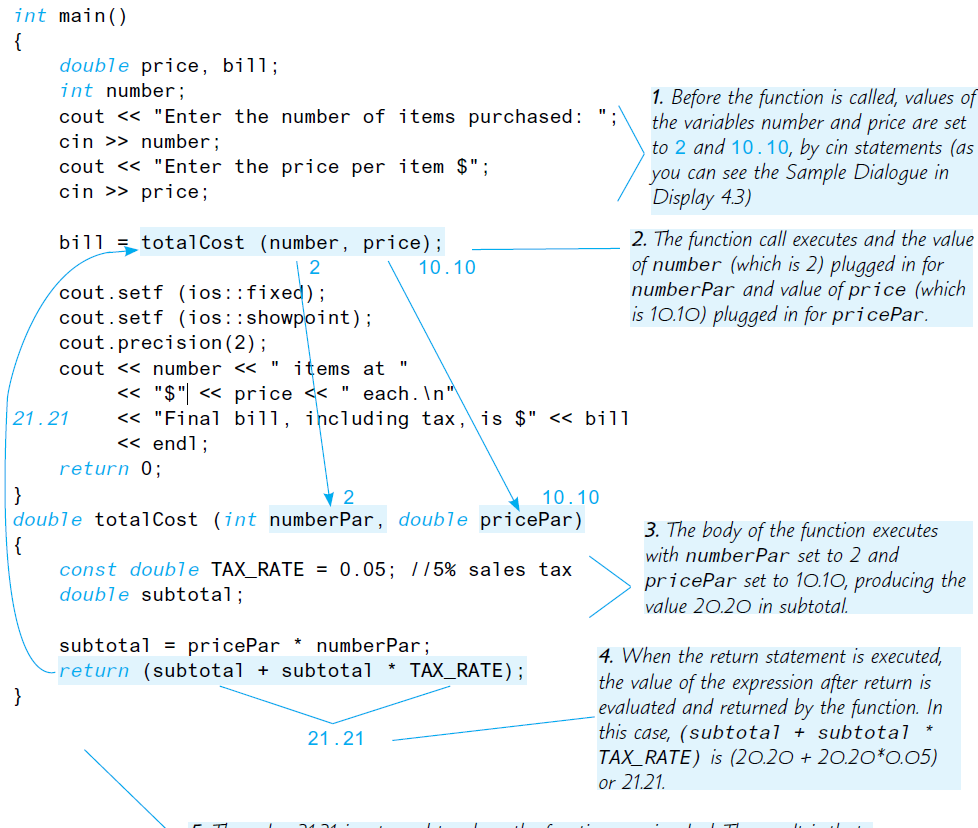 int main()
{
double price, bill;
int number;
cout << "Enter the number of items purchased: ";
cin >> number;
cout << "Enter the price per item $";
cin >> price;
1. Before the function is called, values of
the variables number and price are set
to 2 and 10.10, by cin statements (as
you can see the Sample Dialogue in
Display 4.3)
bill = totalCost (number, price);
2 10.10
2. The function call executes and the value
of number (which is 2) plugged in for
numberPar and value of price (which
is 10.10) plugged in for pricePar.
cout.setf (ios::fixed);
cout.setf (ios::showpoint);
cout.precision(2);
cout << number << " items at "
<< "$" << price << " each.\n"
21.21 << "Final bill, including tax, is $" << bill
<< endl;
return 0;
}
2 10.10
double totalCost (int numberPar, double pricePar)
{
const double TAX_RATE = 0.05; //5% sales tax
double subtotal;
3. The body of the function executes
with numberPar set to 2 and
pricePar set to 10.10, producing the
value 20.20 in subtotal.
subtotal = pricePar * numberPar;
return (subtotal + subtotal * TAX_RATE);
}
21.21
4. When the return statement is executed,
the value of the expression after return is
evaluated and returned by the function. In
this case, (subtotal + subtotal *
TAX_RATE) is (20.20 + 20.20*0.05)
or 21.21.